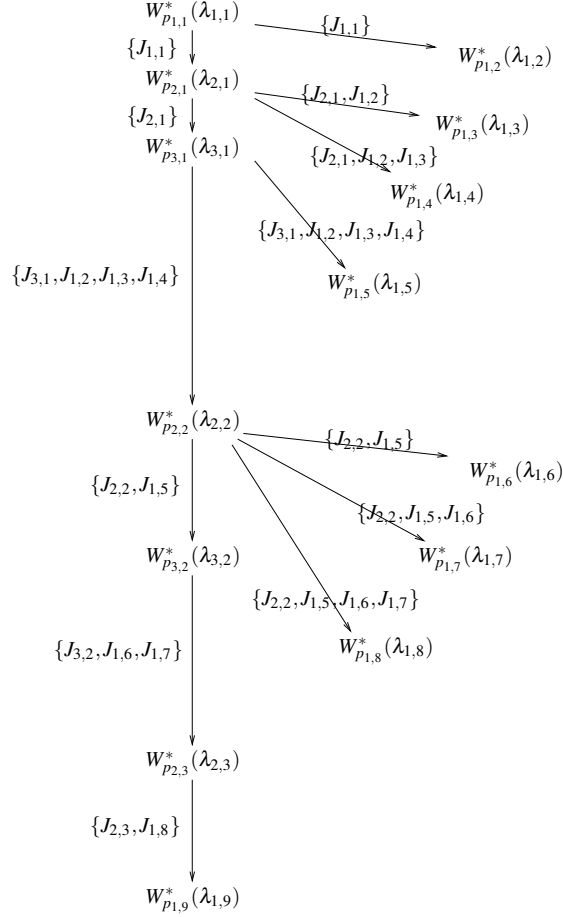 W*_{p_{1,1}}(λ_{1,1})
{J_{1,1}}
{J_{1,1}}
W*_{p_{1,2}}(λ_{1,2})
W*_{p_{2,1}}(λ_{2,1})
{J_{2,1}, J_{1,2}}
{J_{2,1}}
W*_{p_{1,3}}(λ_{1,3})
W*_{p_{3,1}}(λ_{3,1})
{J_{2,1}, J_{1,2}, J_{1,3}}
W*_{p_{1,4}}(λ_{1,4})
{J_{3,1}, J_{1,2}, J_{1,3}, J_{1,4}}
{J_{3,1}, J_{1,2}, J_{1,3}, J_{1,4}}
W*_{p_{1,5}}(λ_{1,5})
W*_{p_{2,2}}(λ_{2,2})
{J_{2,2}, J_{1,5}}
W*_{p_{1,6}}(λ_{1,6})
{J_{2,2}, J_{1,5}}
{J_{2,2}, J_{1,5}, J_{1,6}}
W*_{p_{3,2}}(λ_{3,2})
W*_{p_{1,7}}(λ_{1,7})
{J_{2,2}, J_{1,5}, J_{1,6}, J_{1,7}}
{J_{3,2}, J_{1,6}, J_{1,7}}
W*_{p_{1,8}}(λ_{1,8})
W*_{p_{2,3}}(λ_{2,3})
{J_{2,3}, J_{1,8}}
W*_{p_{1,9}}(λ_{1,9})